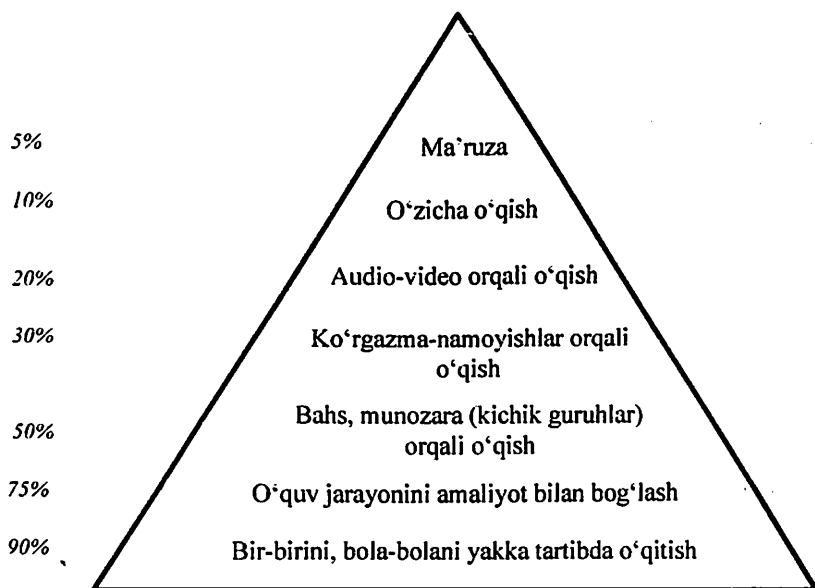 5%
Ma’ruza
10%
O‘zicha o‘qish
20%
Audio-video orqali o‘qish
30%
Ko‘rgazma-namoyishlar orqali
o‘qish
50%
Bahs, munozara (kichik guruhlar)
orqali o‘qish
75%
O‘quv jarayonini amaliyot bilan bog‘lash
90%
Bir-birini, bola-bolani yakka tartibda o‘qitish